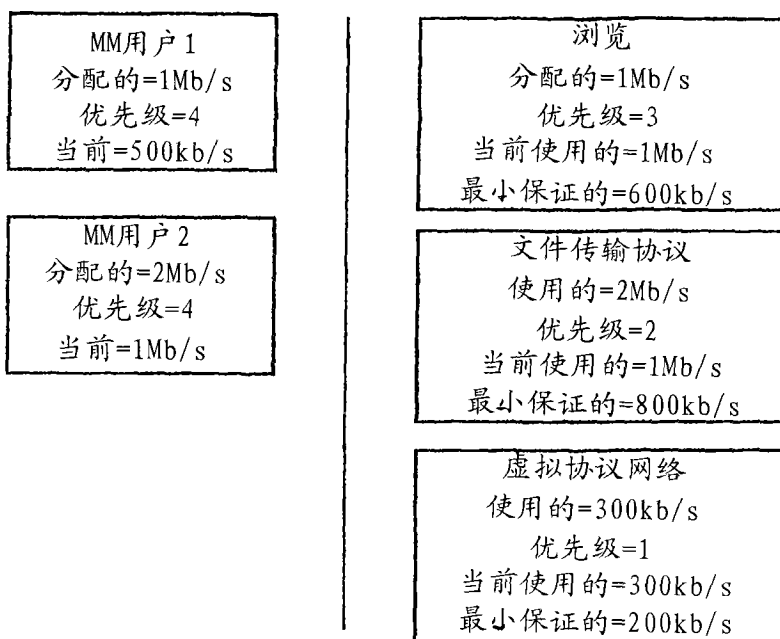 MM用户1
分配的=1Mb/s
优先级=4
当前=500kb/s
MM用户2
分配的=2Mb/s
优先级=4
当前=1Mb/s
浏览
分配的=1Mb/s
优先级=3
当前使用的=1Mb/s
最小保证的=600kb/s
文件传输协议
使用的=2Mb/s
优先级=2
当前使用的=1Mb/s
最小保证的=800kb/s
虚拟协议网络
使用的=300kb/s
优先级=1
当前使用的=300kb/s
最小保证的=200kb/s